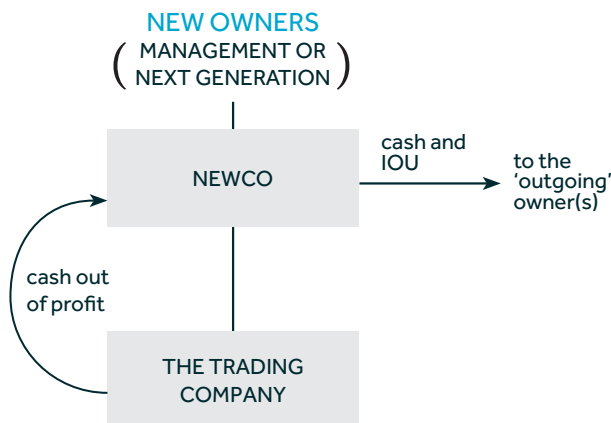 NEW OWNERS
( MANAGEMENT OR
NEXT GENERATION )
NEWCO
cash and
IOU
to the
‘outgoing’
owner(s)
cash out
of profit
THE TRADING
COMPANY